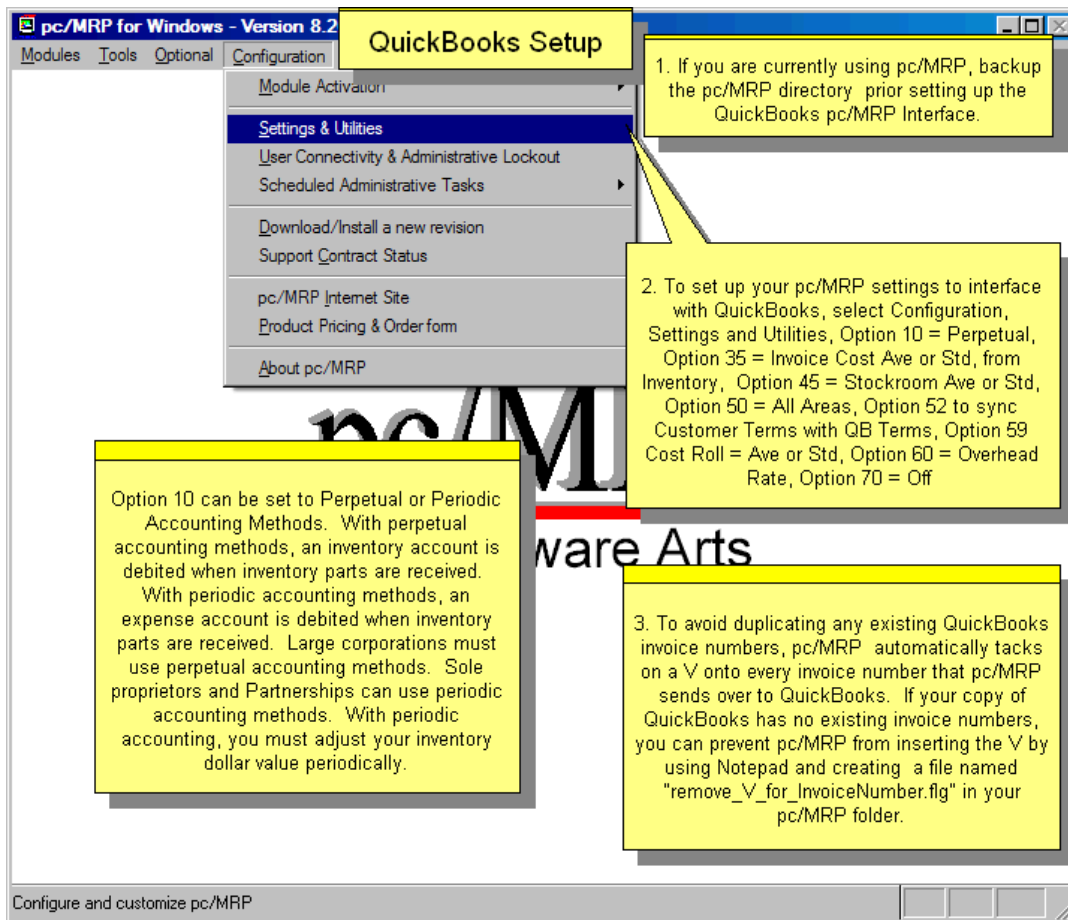 pc/MRP for Windows - Version 8.2
QuickBooks Setup
Modules Tools Optional Configuration
Module Activation
Settings & Utilities
User Connectivity & Administrative Lockout
Scheduled Administrative Tasks
Download/Install a new revision
Support Contract Status
pc/MRP Internet Site
Product Pricing & Order form
About pc/MRP
1. If you are currently using pc/MRP, backup
the pc/MRP directory prior setting up the
QuickBooks pc/MRP Interface.
2. To set up your pc/MRP settings to interface
with QuickBooks, select Configuration,
Settings and Utilities, Option 10 = Perpetual,
Option 35 = Invoice Cost Ave or Std, from
Inventory, Option 45 = Stockroom Ave or Std,
Option 50 = All Areas, Option 52 to sync
Customer Terms with QB Terms, Option 59
Cost Roll = Ave or Std, Option 60 = Overhead
Rate, Option 70 = Off
pc/M
ware Arts
Option 10 can be set to Perpetual or Periodic
Accounting Methods. With perpetual
accounting methods, an inventory account is
debited when inventory parts are received.
With periodic accounting methods, an
expense account is debited when inventory
parts are received. Large corporations must
use perpetual accounting methods. Sole
proprietors and Partnerships can use periodic
accounting methods. With periodic
accounting, you must adjust your inventory
dollar value periodically.
3. To avoid duplicating any existing QuickBooks
invoice numbers, pc/MRP automatically tacks
on a V onto every invoice number that pc/MRP
sends over to QuickBooks. If your copy of
QuickBooks has no existing invoice numbers,
you can prevent pc/MRP from inserting the V by
using Notepad and creating a file named
"remove_V_for_InvoiceNumber.flg" in your
pc/MRP folder.
Configure and customize pc/MRP